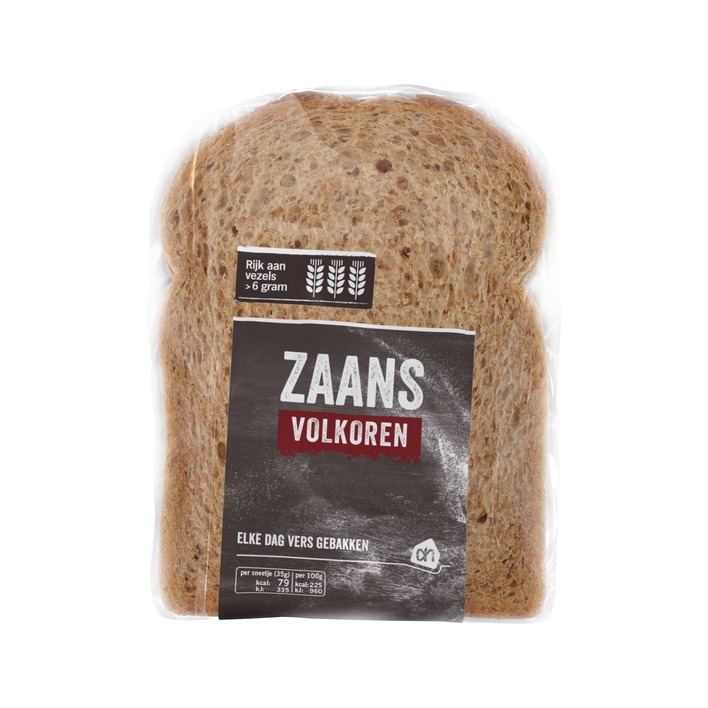 Rijk aan
vezels
>6 gram
ZAANS
VOLKOREN
ELKE DAG VERS GEBAKKEN
ah
per sneetje (35g) per 100g
kcal: 79 kcal: 225
kJ: 335 kJ: 960